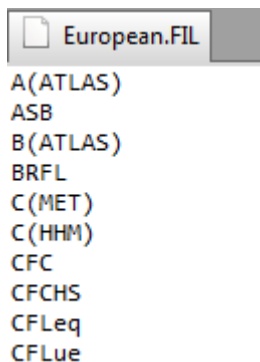 European.FIL
A(ATLAS)
ASB
B(ATLAS)
BRFL
C(MET)
C(HHM)
CFC
CFCHS
CFLeq
CFLue